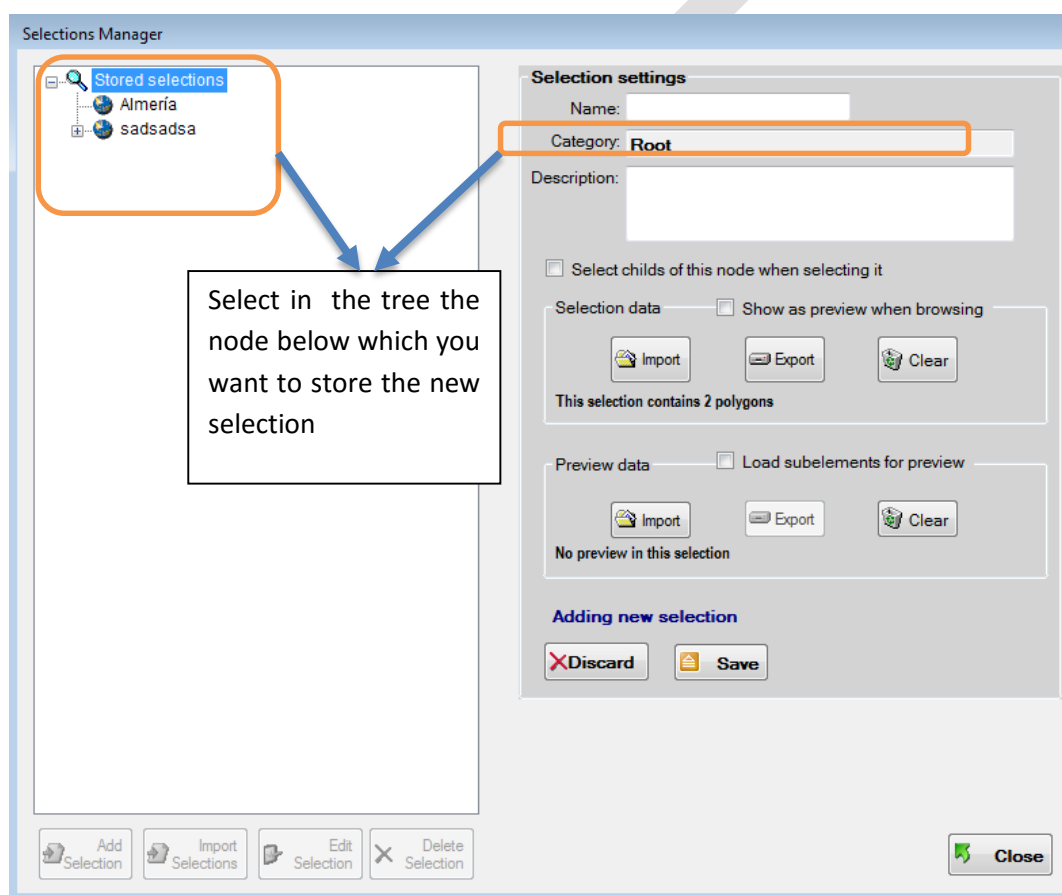 Selections Manager
Stored selections
Almería
sadsadsa
Select in the tree the
node below which you
want to store the new
selection
Selection settings
Name:
Category: Root
Description:
Select childs of this node when selecting it
Selection data Show as preview when browsing
Import Export Clear
This selection contains 2 polygons
Preview data Load subelements for preview
Import Export Clear
No preview in this selection
Adding new selection
Discard Save
Add Selection Import Selections Edit Selection Delete Selection
Close